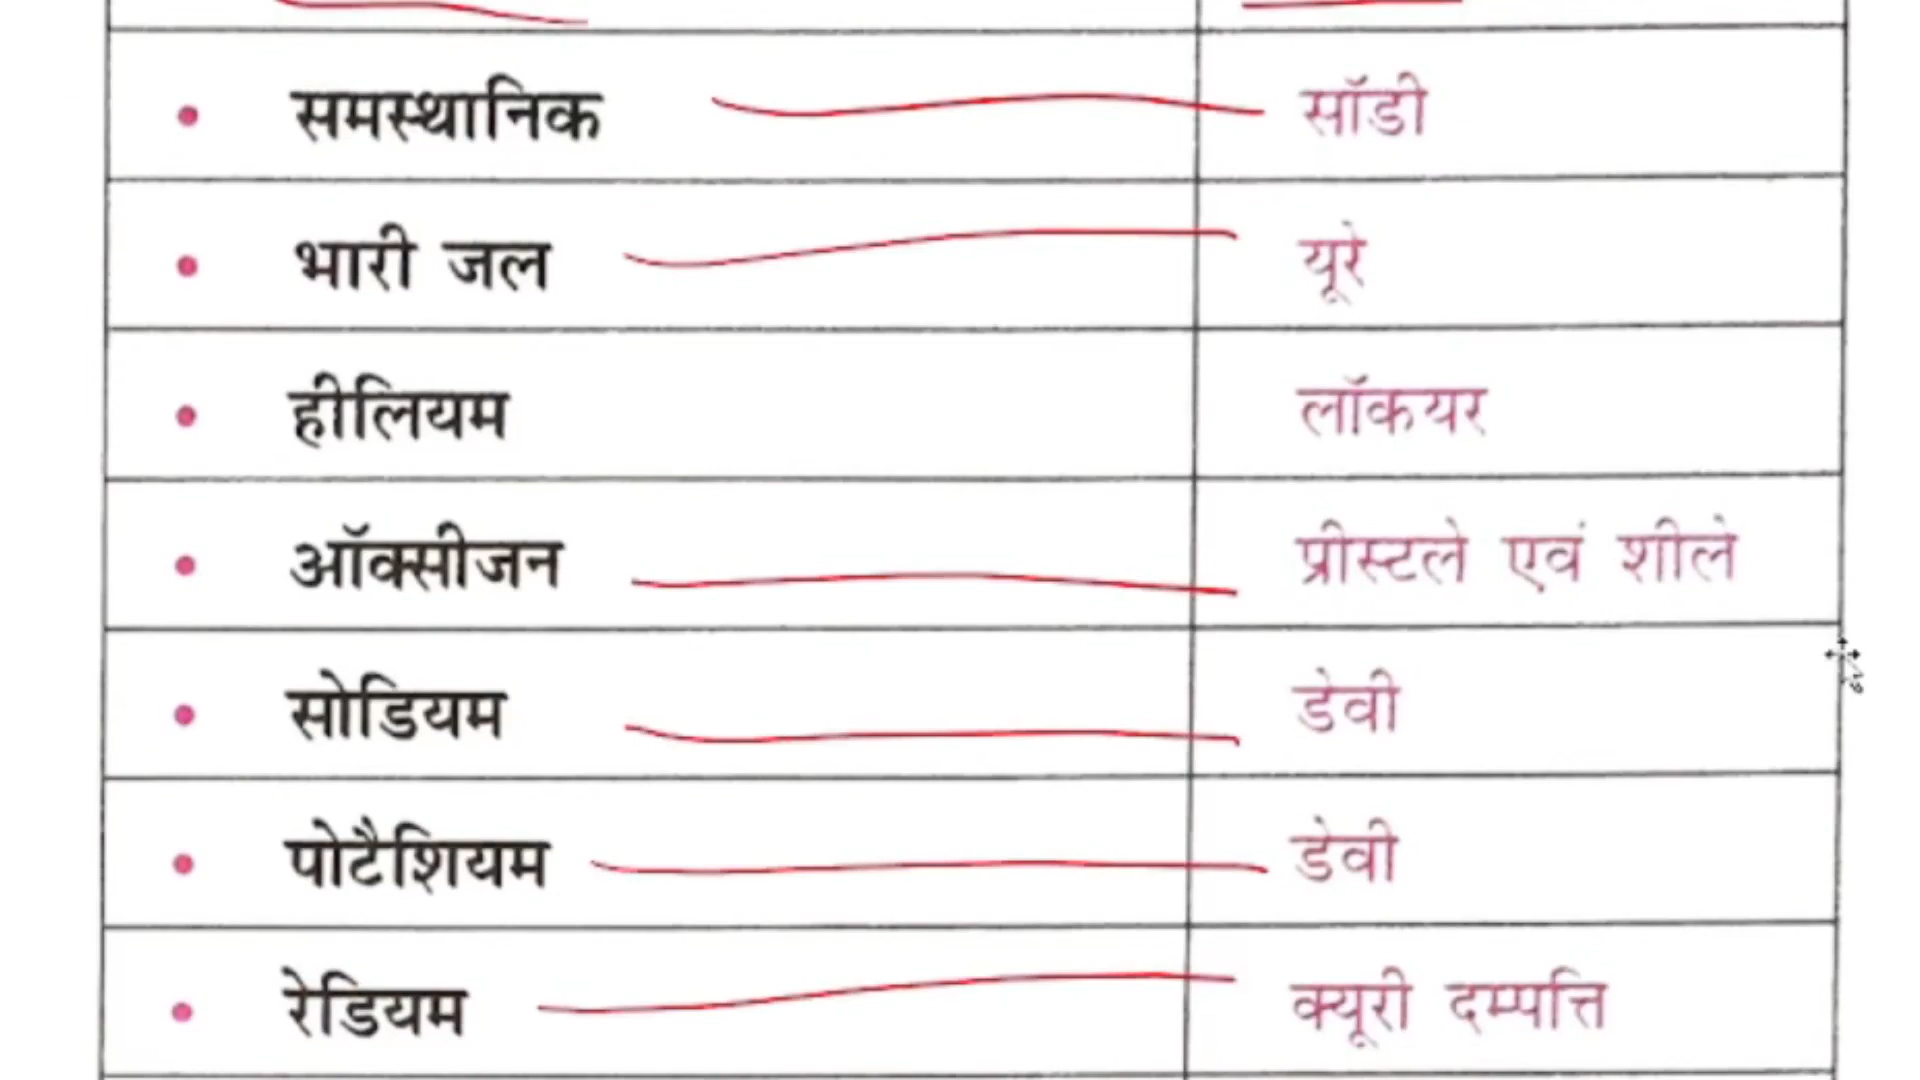 समस्थानिक सॉडी
भारी जल यूरे
हीलियम लॉकयर
ऑक्सीजन प्रीस्टले एवं शीले
सोडियम डेवी
पोटैशियम डेवी
रेडियम क्यूरी दम्पत्ति